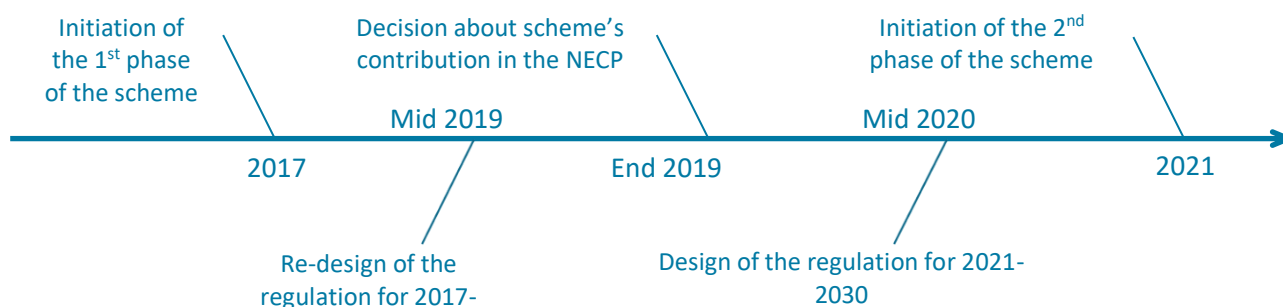 Initiation of
the 1st phase
of the scheme
Decision about scheme's
contribution in the NECP
Initiation of the 2nd
phase of the scheme
Mid 2019
Mid 2020
2017
End 2019
2021
Re-design of the
regulation for 2017-
Design of the regulation for 2021-
2030